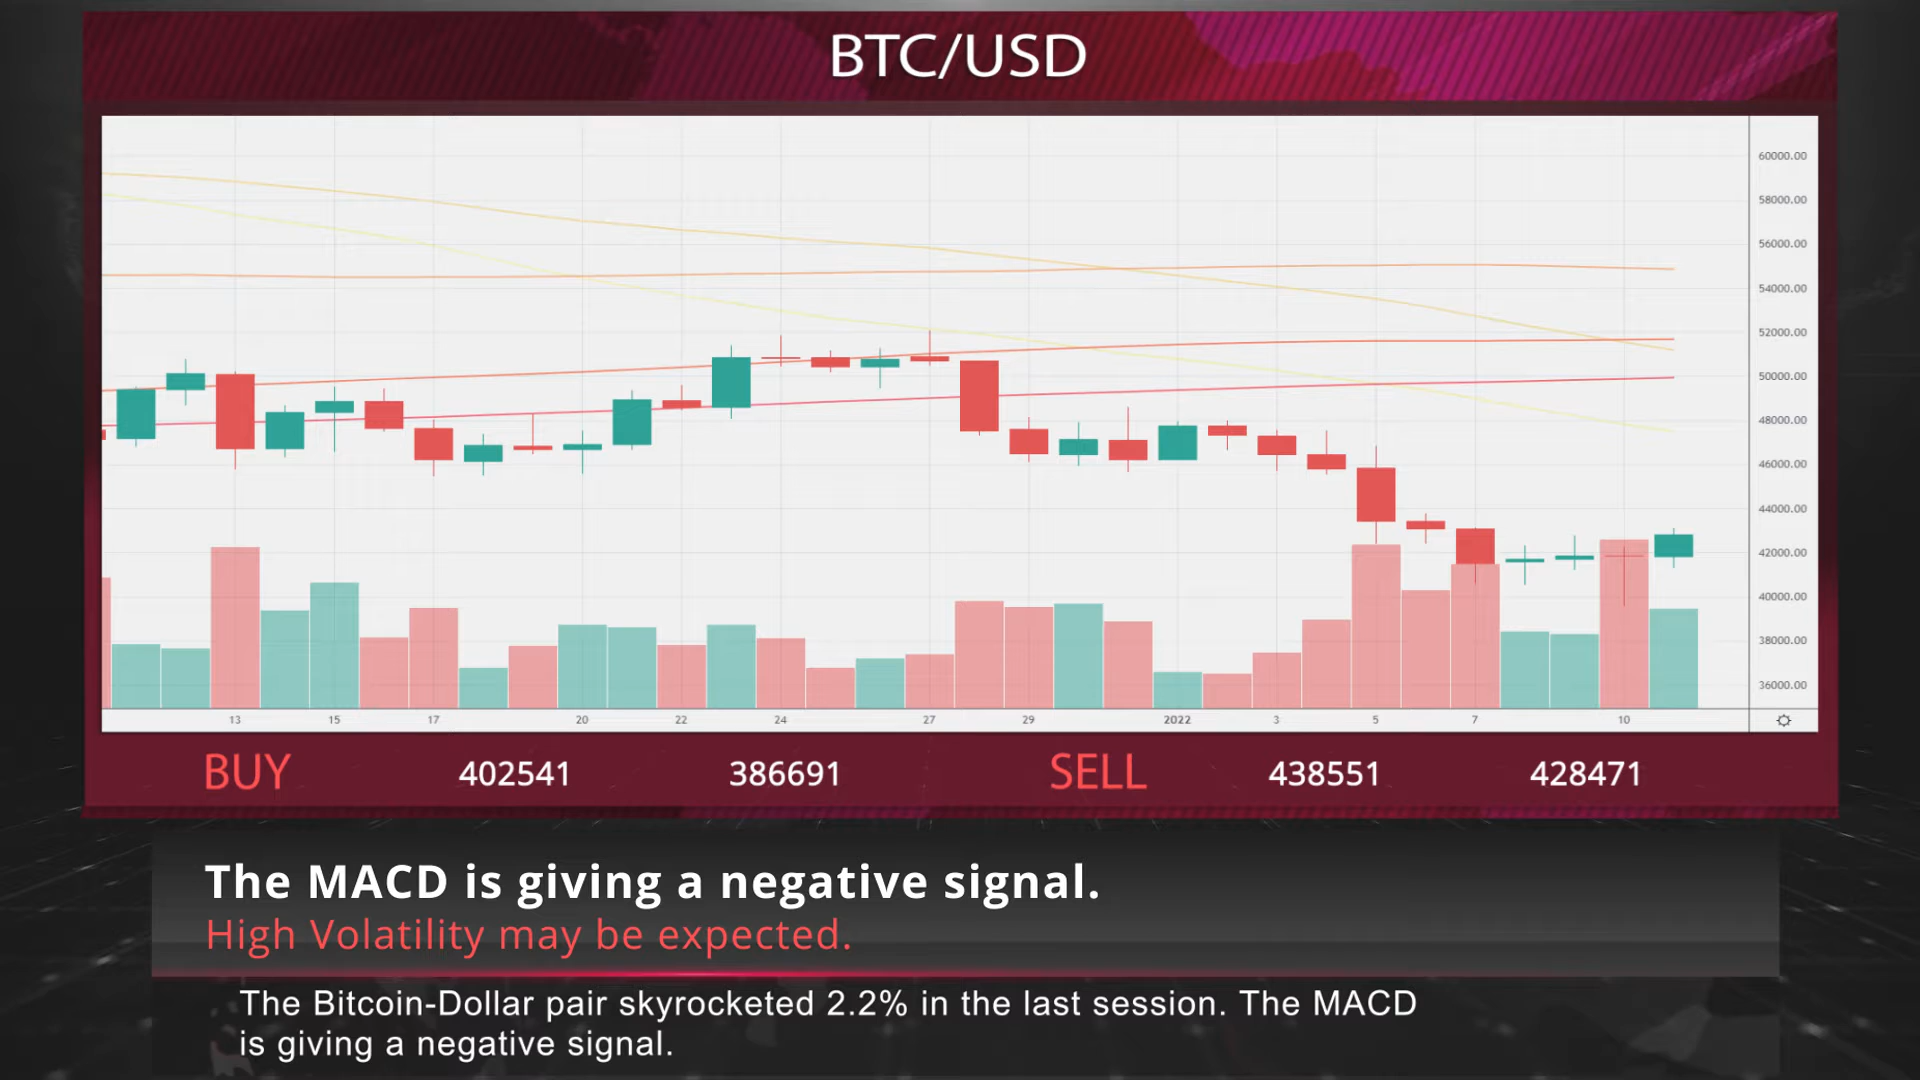 BTC/USD
60000.00
58000.00
56000.00
54000.00
52000.00
50000.00
48000.00
46000.00
44000.00
42000.00
40000.00
38000.00
36000.00
13 15 17 20 22 24 27 29 2022 3 5 7 10
BUY 402541 386691 SELL 438551 428471
The MACD is giving a negative signal.
High Volatility may be expected.
The Bitcoin-Dollar pair skyrocketed 2.2% in the last session. The MACD
is giving a negative signal.